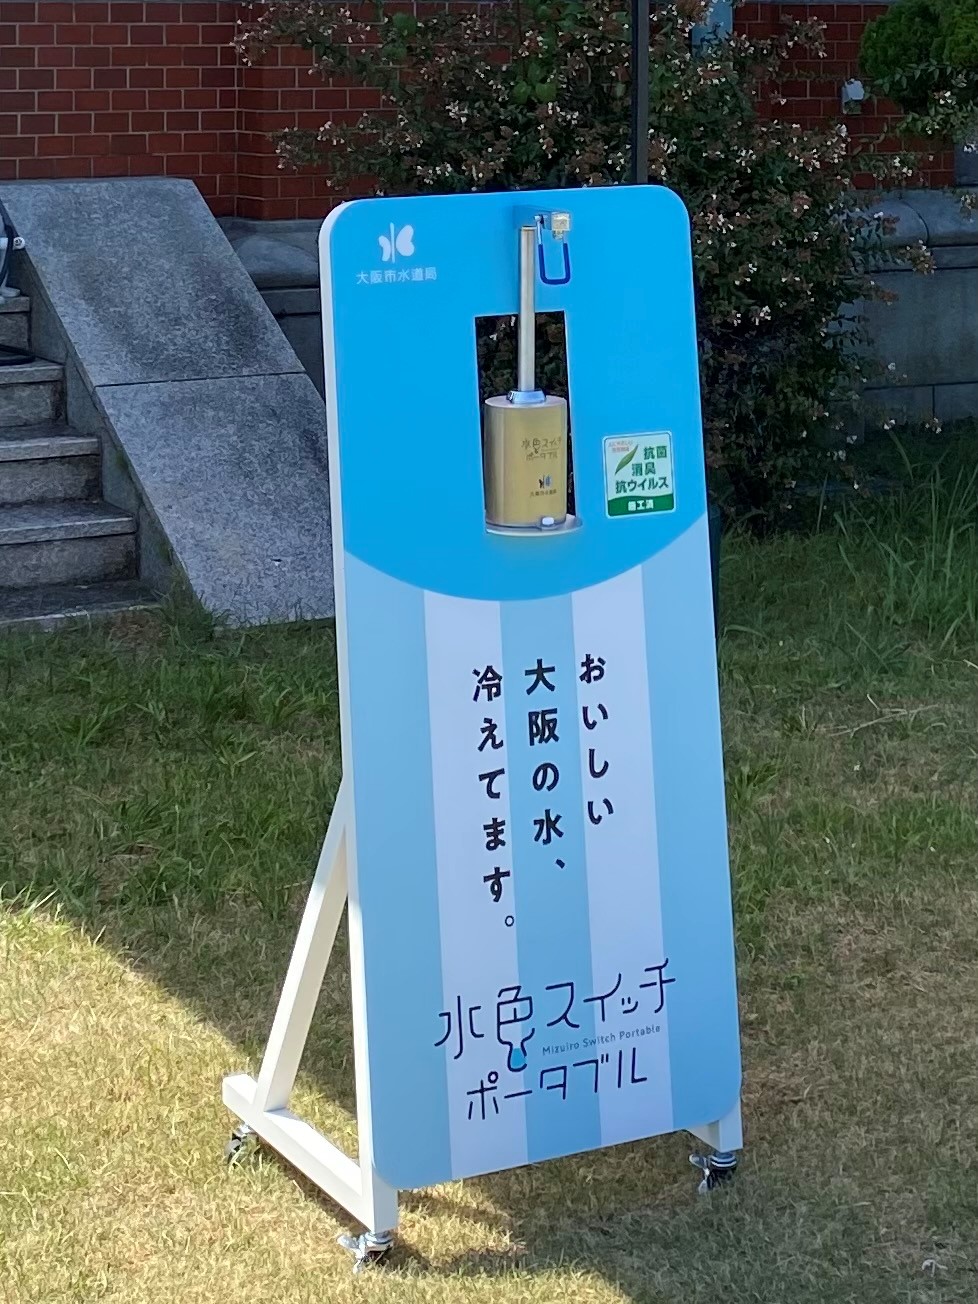 大阪市水道局
水色スイッチ
ポータブル
大阪市水道局
抗菌
消臭
抗ウイルス
施工済
おいしい
大阪の水、
冷えてます。
水色スイッチ
Mizuiro Switch Portable
ポータブル